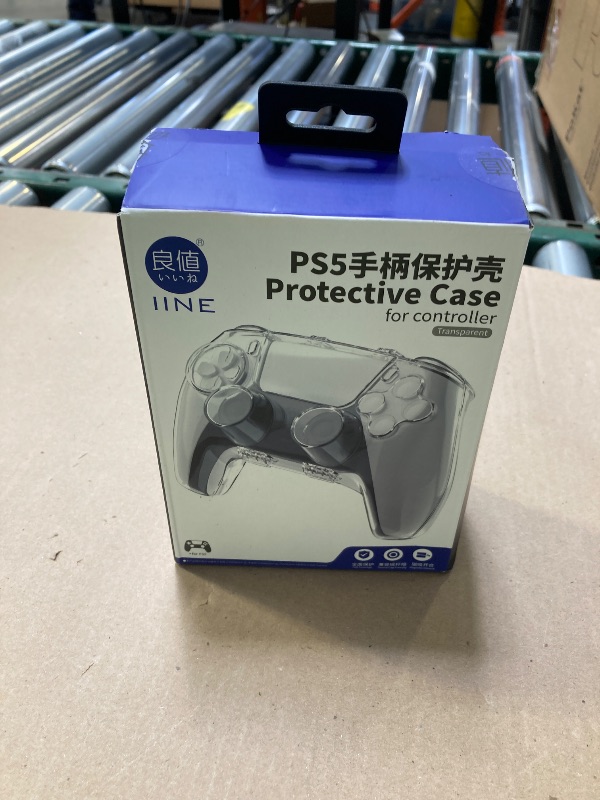 良値
®
いいね
IINE
PS5手柄保护壳
Protective Case
for controller
Transparent